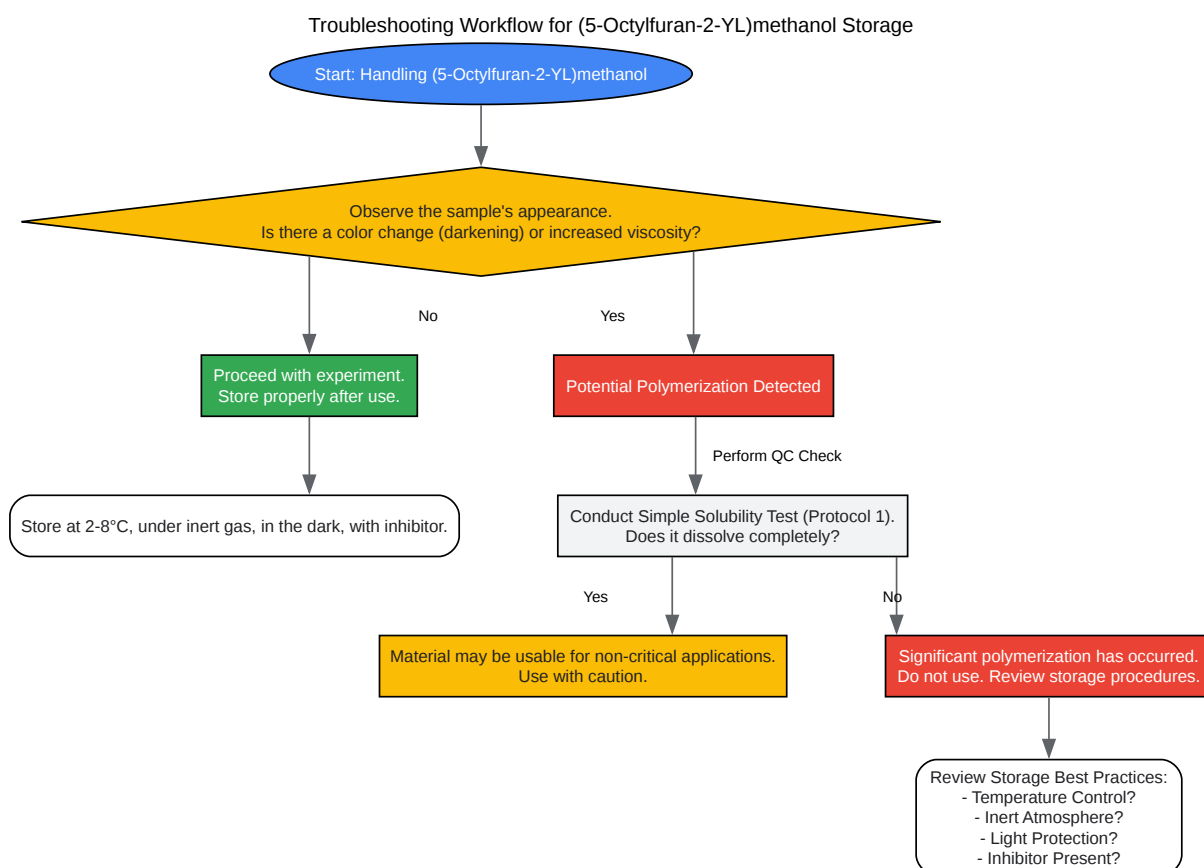 Troubleshooting Workflow for (5-Octylfuran-2-YL)methanol Storage
Start: Handling (5-Octylfuran-2-YL)methanol
Observe the sample's appearance.
Is there a color change (darkening) or increased viscosity?
No
Yes
Proceed with experiment.
Store properly after use.
Potential Polymerization Detected
Perform QC Check
Store at 2-8°C, under inert gas, in the dark, with inhibitor.
Conduct Simple Solubility Test (Protocol 1).
Does it dissolve completely?
Yes
No
Material may be usable for non-critical applications.
Use with caution.
Significant polymerization has occurred.
Do not use. Review storage procedures.
Review Storage Best Practices:
- Temperature Control?
- Inert Atmosphere?
- Light Protection?
- Inhibitor Present?